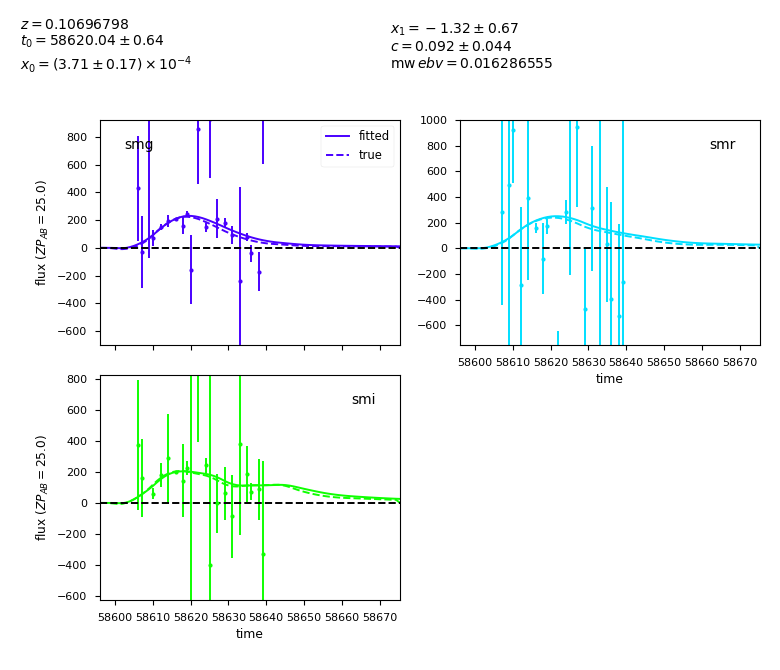 z = 0.10696798
t₀ = 58620.04 ± 0.64
x₀ = (3.71 ± 0.17) × 10⁻⁴
x₁ = −1.32 ± 0.67
c = 0.092 ± 0.044
mw ebv = 0.016286555
smg
fitted
true
800
600
400
200
0
−200
−400
−600
flux (ZP_AB = 25.0)
smr
1000
800
600
400
200
0
−200
−400
−600
58600 58610 58620 58630 58640 58650 58660 58670
time
smi
800
600
400
200
0
−200
−400
−600
flux (ZP_AB = 25.0)
58600 58610 58620 58630 58640 58650 58660 58670
time